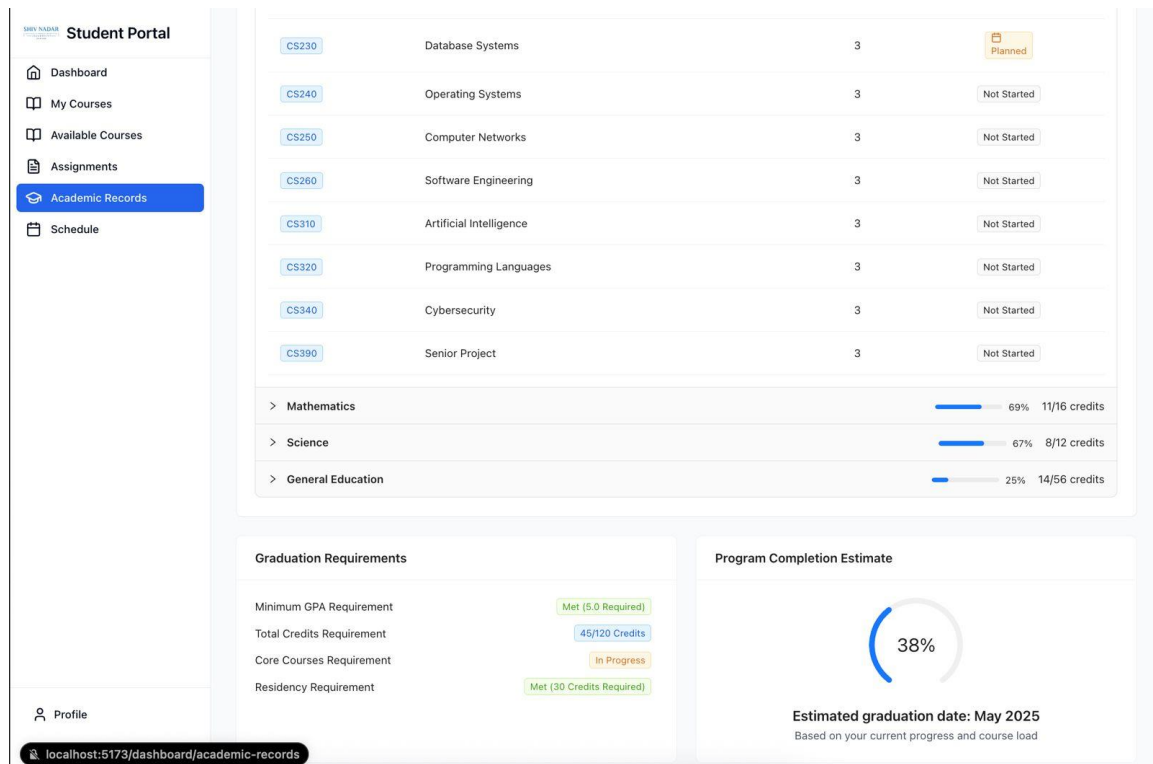 SHIV NADAR
Student Portal
Dashboard
My Courses
Available Courses
Assignments
Academic Records
Schedule
CS230 Database Systems 3 Planned
CS240 Operating Systems 3 Not Started
CS250 Computer Networks 3 Not Started
CS260 Software Engineering 3 Not Started
CS310 Artificial Intelligence 3 Not Started
CS320 Programming Languages 3 Not Started
CS340 Cybersecurity 3 Not Started
CS390 Senior Project 3 Not Started
Mathematics 69% 11/16 credits
Science 67% 8/12 credits
General Education 25% 14/56 credits
Graduation Requirements
Minimum GPA Requirement Met (5.0 Required)
Total Credits Requirement 45/120 Credits
Core Courses Requirement In Progress
Residency Requirement Met (30 Credits Required)
Program Completion Estimate
38%
Estimated graduation date: May 2025
Based on your current progress and course load
Profile
localhost:5173/dashboard/academic-records